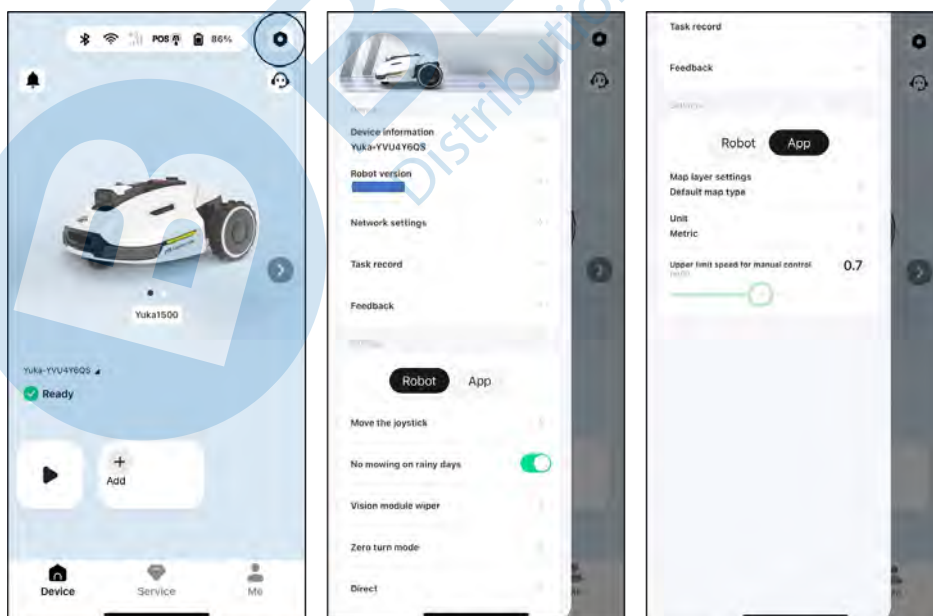 POS
86%
Yuka1500
Yuka-YVU4Y6QS
Ready
Add
Device
Service
Me
Device information
Yuka-YVU4Y6QS
Robot version
Network settings
Task record
Feedback
Robot
App
Move the joystick
No mowing on rainy days
Vision module wiper
Zero turn mode
Direct
Task record
Feedback
Settings
Robot
App
Map layer settings
Default map type
Unit
Metric
Upper limit speed for manual control
0.7
Distribution